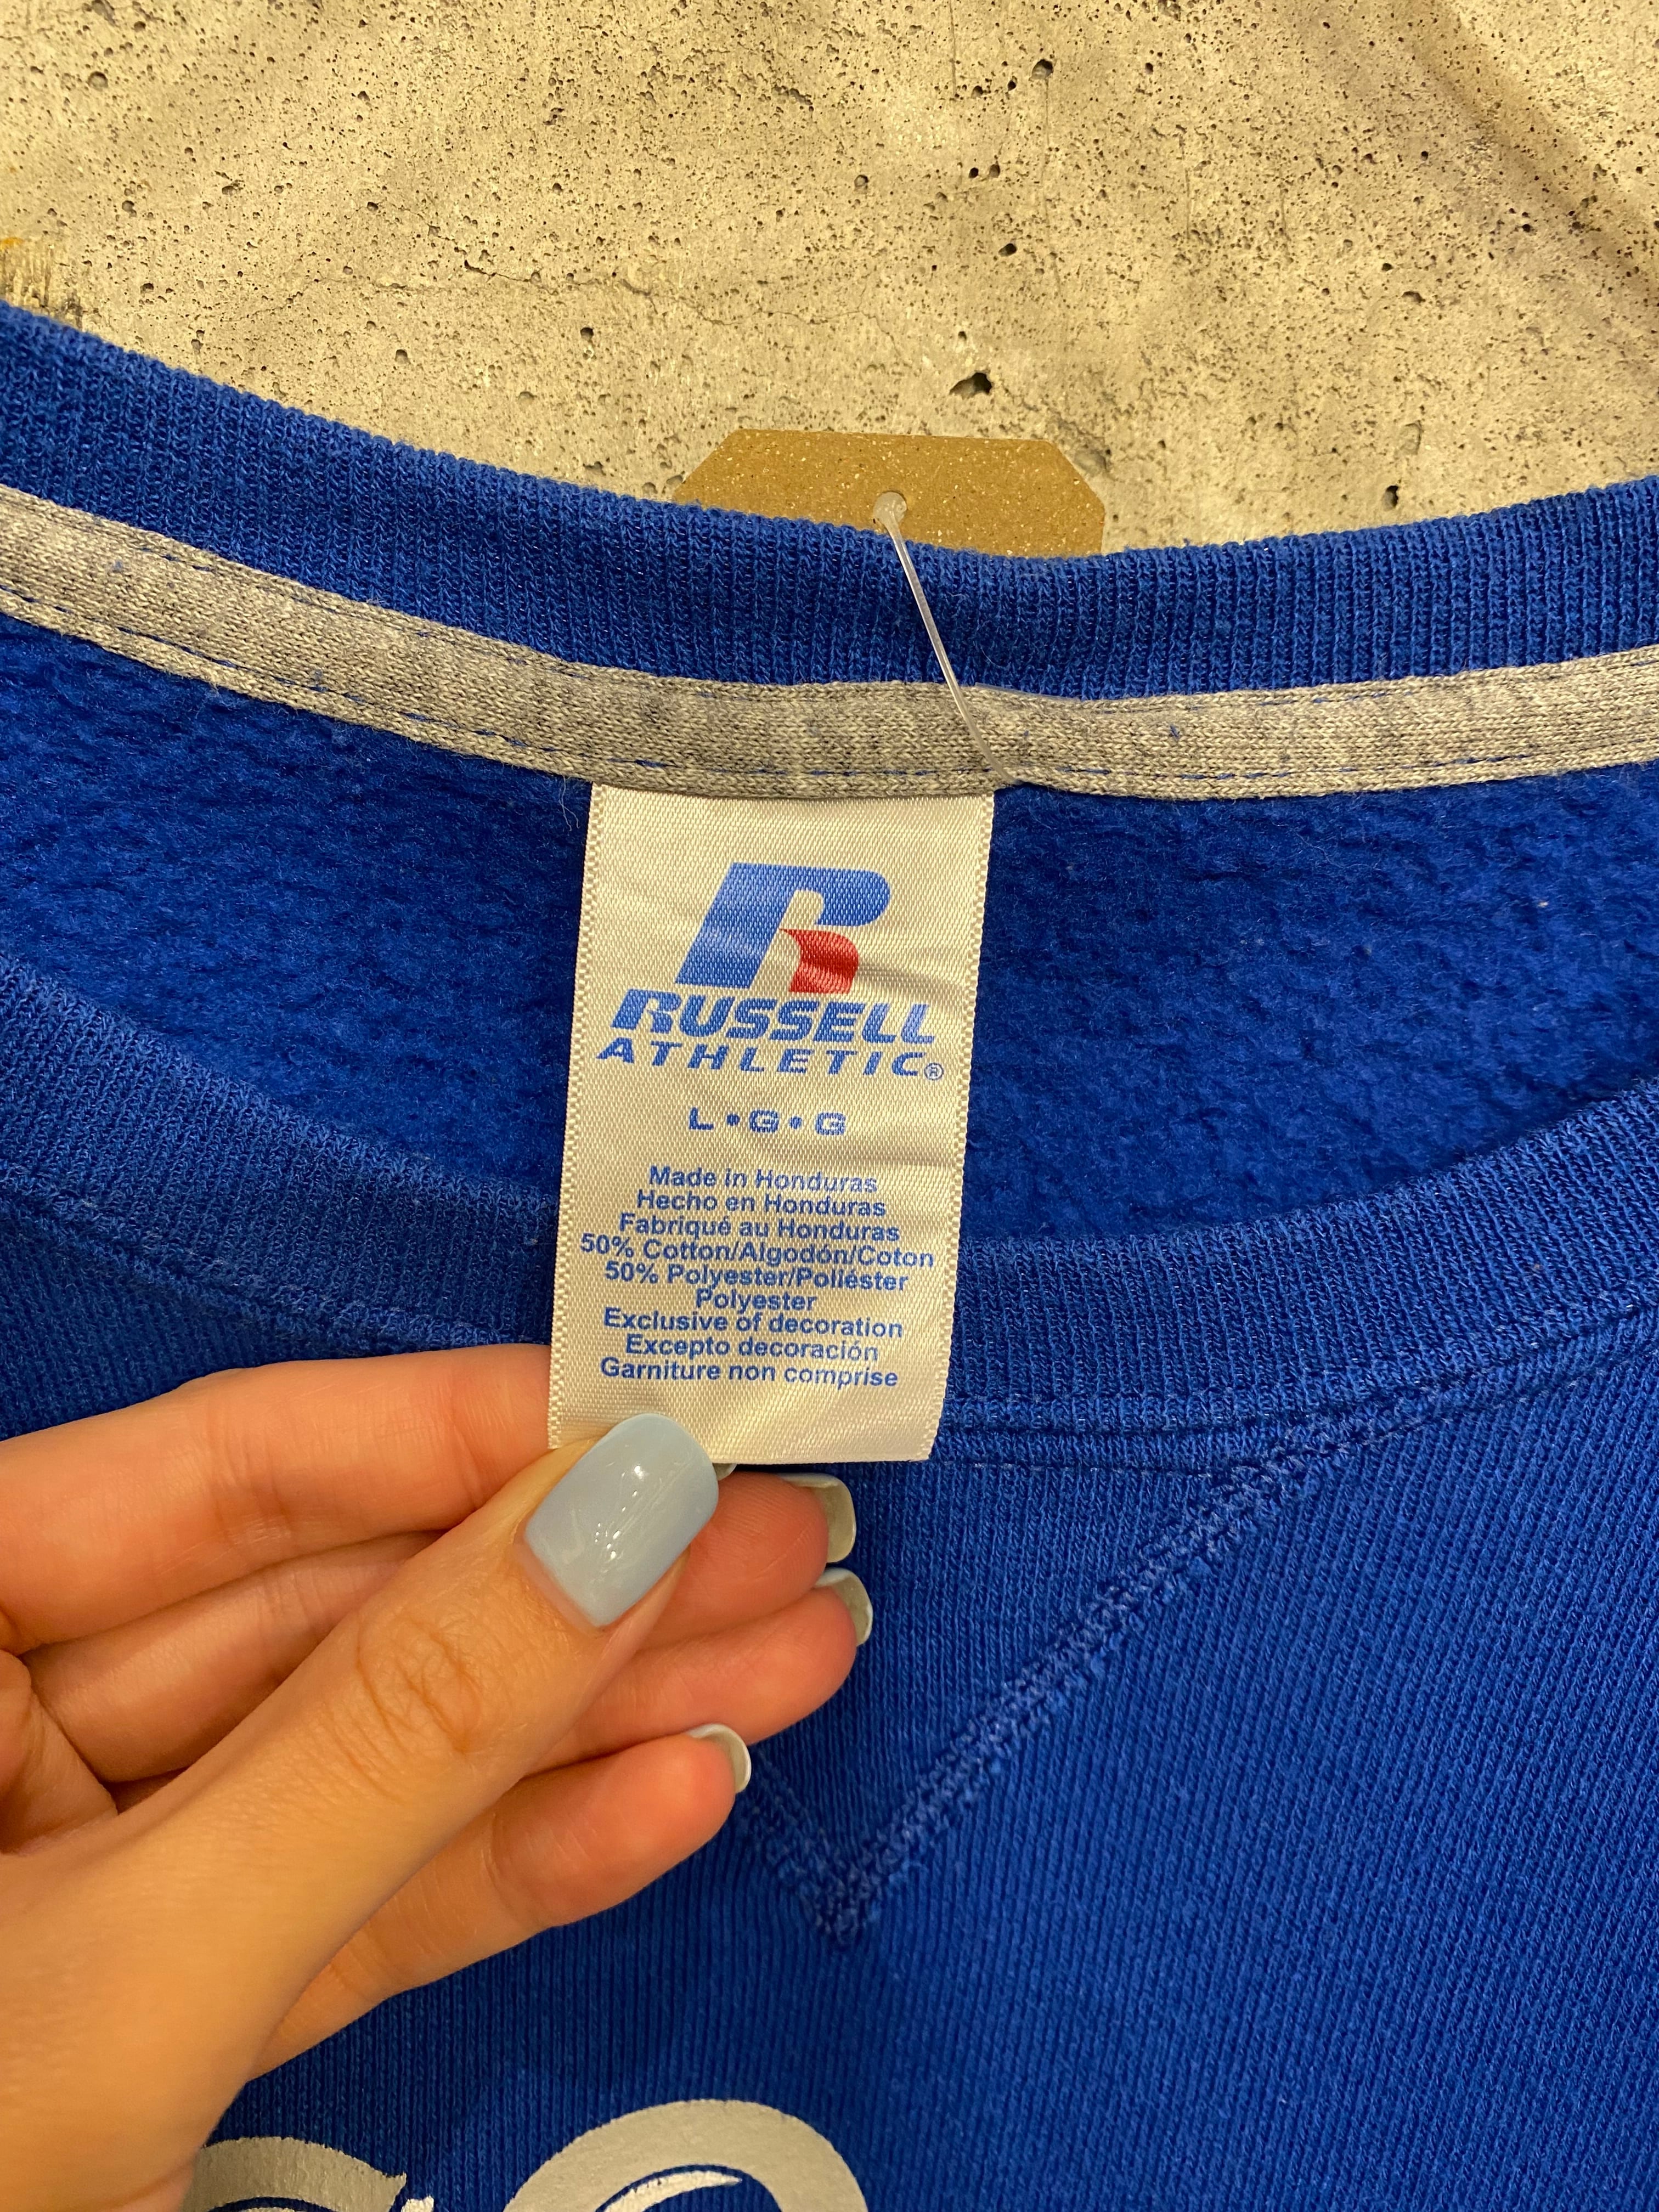 R
RUSSELL
ATHLETIC®
L•G•G
Made in Honduras
Hecho en Honduras
Fabriqué au Honduras
50% Cotton/Algodón/Coton
50% Polyester/Poliéster
Polyester
Exclusive of decoration
Excepto decoración
Garniture non comprise